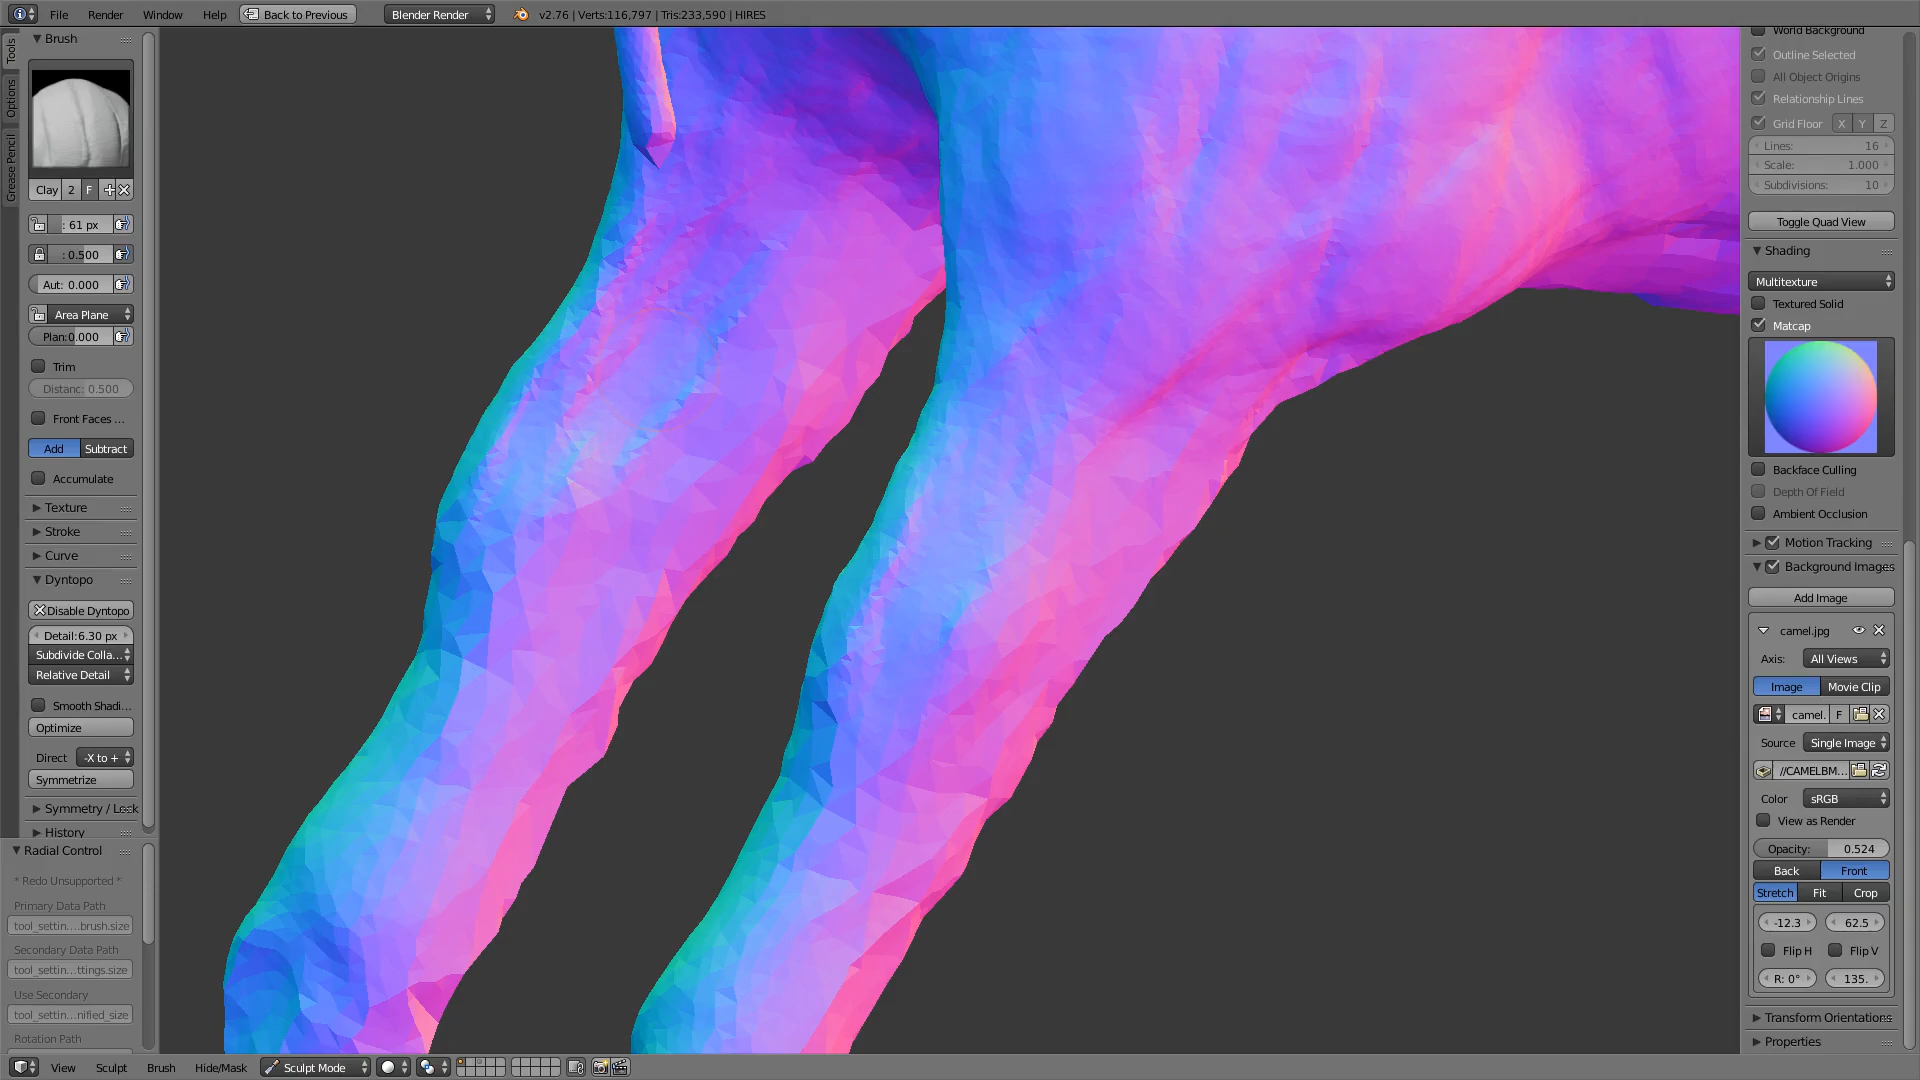 File Render Window Help Back to Previous Blender Render v2.76 | Verts:116,797 | Tris:233,590 | HIRES
Tools
Options
Grease Pencil
Brush
Clay 2 F
: 61 px
: 0.500
Aut: 0.000
Area Plane
Plan:0.000
Trim
Distanc: 0.500
Front Faces ...
Add Subtract
Accumulate
Texture
Stroke
Curve
Dyntopo
Disable Dyntopo
Detail:6.30 px
Subdivide Colla...
Relative Detail
Smooth Shadi...
Optimize
Direct -X to +
Symmetrize
Symmetry / Lock
History
Radial Control
* Redo Unsupported *
Primary Data Path
tool_settin....brush.size
Secondary Data Path
tool_settin...ttings.size
Use Secondary
tool_settin...nified_size
Rotation Path
World Background
Outline Selected
All Object Origins
Relationship Lines
Grid Floor X Y Z
Lines: 16
Scale: 1.000
Subdivisions: 10
Toggle Quad View
Shading
Multitexture
Textured Solid
Matcap
Backface Culling
Depth Of Field
Ambient Occlusion
Motion Tracking
Background Images
Add Image
camel.jpg
Axis: All Views
Image Movie Clip
camel. F
Source Single Image
//CAMELBM...
Color sRGB
View as Render
Opacity: 0.524
Back Front
Stretch Fit Crop
-12.3 62.5
Flip H Flip V
R: 0° 135.
Transform Orientations
Properties
View Sculpt Brush Hide/Mask Sculpt Mode